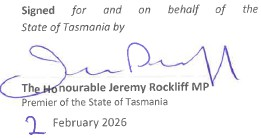 Signed for and on behalf of the
State of Tasmania by
The Honourable Jeremy Rockliff MP
Premier of the State of Tasmania
2 February 2026